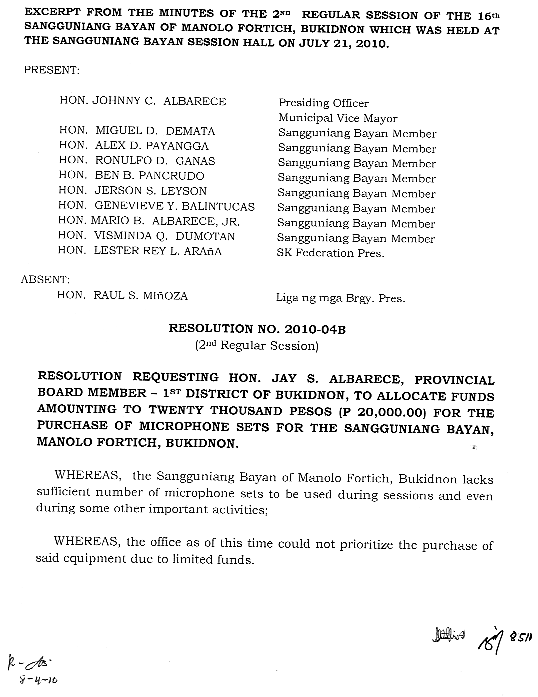 EXCERPT FROM THE MINUTES OF THE 2ND REGULAR SESSION OF THE 16th
SANGGUNIANG BAYAN OF MANOLO FORTICH, BUKIDNON WHICH WAS HELD AT
THE SANGGUNIANG BAYAN SESSION HALL ON JULY 21, 2010.
PRESENT:
HON. JOHNNY C. ALBARECE Presiding Officer
Municipal Vice Mayor
HON. MIGUEL D. DEMATA Sangguniang Bayan Member
HON. ALEX D. PAYANGGA Sangguniang Bayan Member
HON. RONULFO D. GANAS Sangguniang Bayan Member
HON. BEN B. PANCRUDO Sangguniang Bayan Member
HON. JERSON S. LEYSON Sangguniang Bayan Member
HON. GENEVIEVE Y. BALINTUCAS Sangguniang Bayan Member
HON. MARIO B. ALBARECE, JR. Sangguniang Bayan Member
HON. VISMINDA Q. DUMOTAN Sangguniang Bayan Member
HON. LESTER REY L. ARAñA SK Federation Pres.
ABSENT:
HON. RAUL S. MIñOZA Liga ng mga Brgy. Pres.
RESOLUTION NO. 2010-04B
(2nd Regular Session)
RESOLUTION REQUESTING HON. JAY S. ALBARECE, PROVINCIAL
BOARD MEMBER – 1ST DISTRICT OF BUKIDNON, TO ALLOCATE FUNDS
AMOUNTING TO TWENTY THOUSAND PESOS (P 20,000.00) FOR THE
PURCHASE OF MICROPHONE SETS FOR THE SANGGUNIANG BAYAN,
MANOLO FORTICH, BUKIDNON.
WHEREAS, the Sangguniang Bayan of Manolo Fortich, Bukidnon lacks
sufficient number of microphone sets to be used during sessions and even
during some other important activities;
WHEREAS, the office as of this time could not prioritize the purchase of
said equipment due to limited funds.
8511
8-4-10